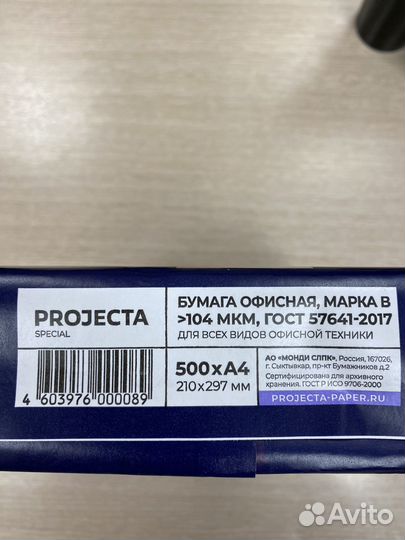 PROJECTA
SPECIAL
4 603976 000089
БУМАГА ОФИСНАЯ, МАРКА В
>104 МКМ, ГОСТ 57641-2017
ДЛЯ ВСЕХ ВИДОВ ОФИСНОЙ ТЕХНИКИ
500xА4
210x297 мм
АО «МОНДИ СЛПК», Россия, 167026,
г. Сыктывкар, пр-кт Бумажников д.2
Сертифицирована для архивного
хранения. ГОСТ Р ИСО 9706-2000
PROJECTA-PAPER.RU
Avito